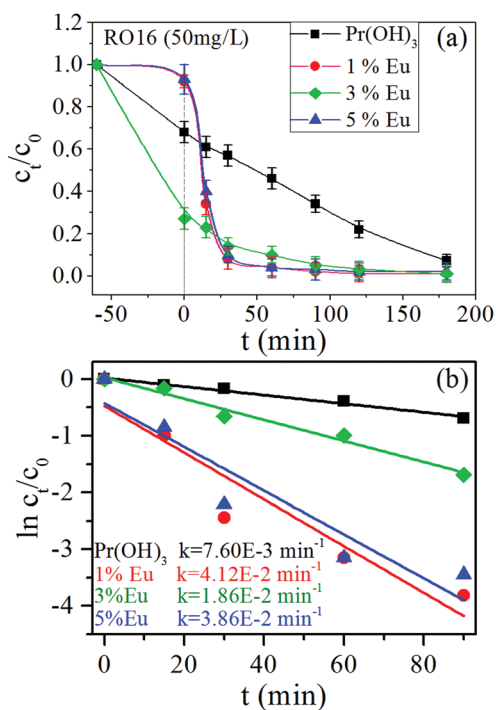 RO16 (50mg/L)
(a)
Pr(OH)3
1 % Eu
3 % Eu
5 % Eu
1.0
0.8
0.6
0.4
0.2
0.0
ct/c0
-50 0 50 100 150 200
t (min)
(b)
0
-1
-2
-3
-4
ln ct/c0
Pr(OH)3 k=7.60E-3 min-1
1% Eu k=4.12E-2 min-1
3%Eu k=1.86E-2 min-1
5%Eu k=3.86E-2 min-1
0 20 40 60 80
t (min)